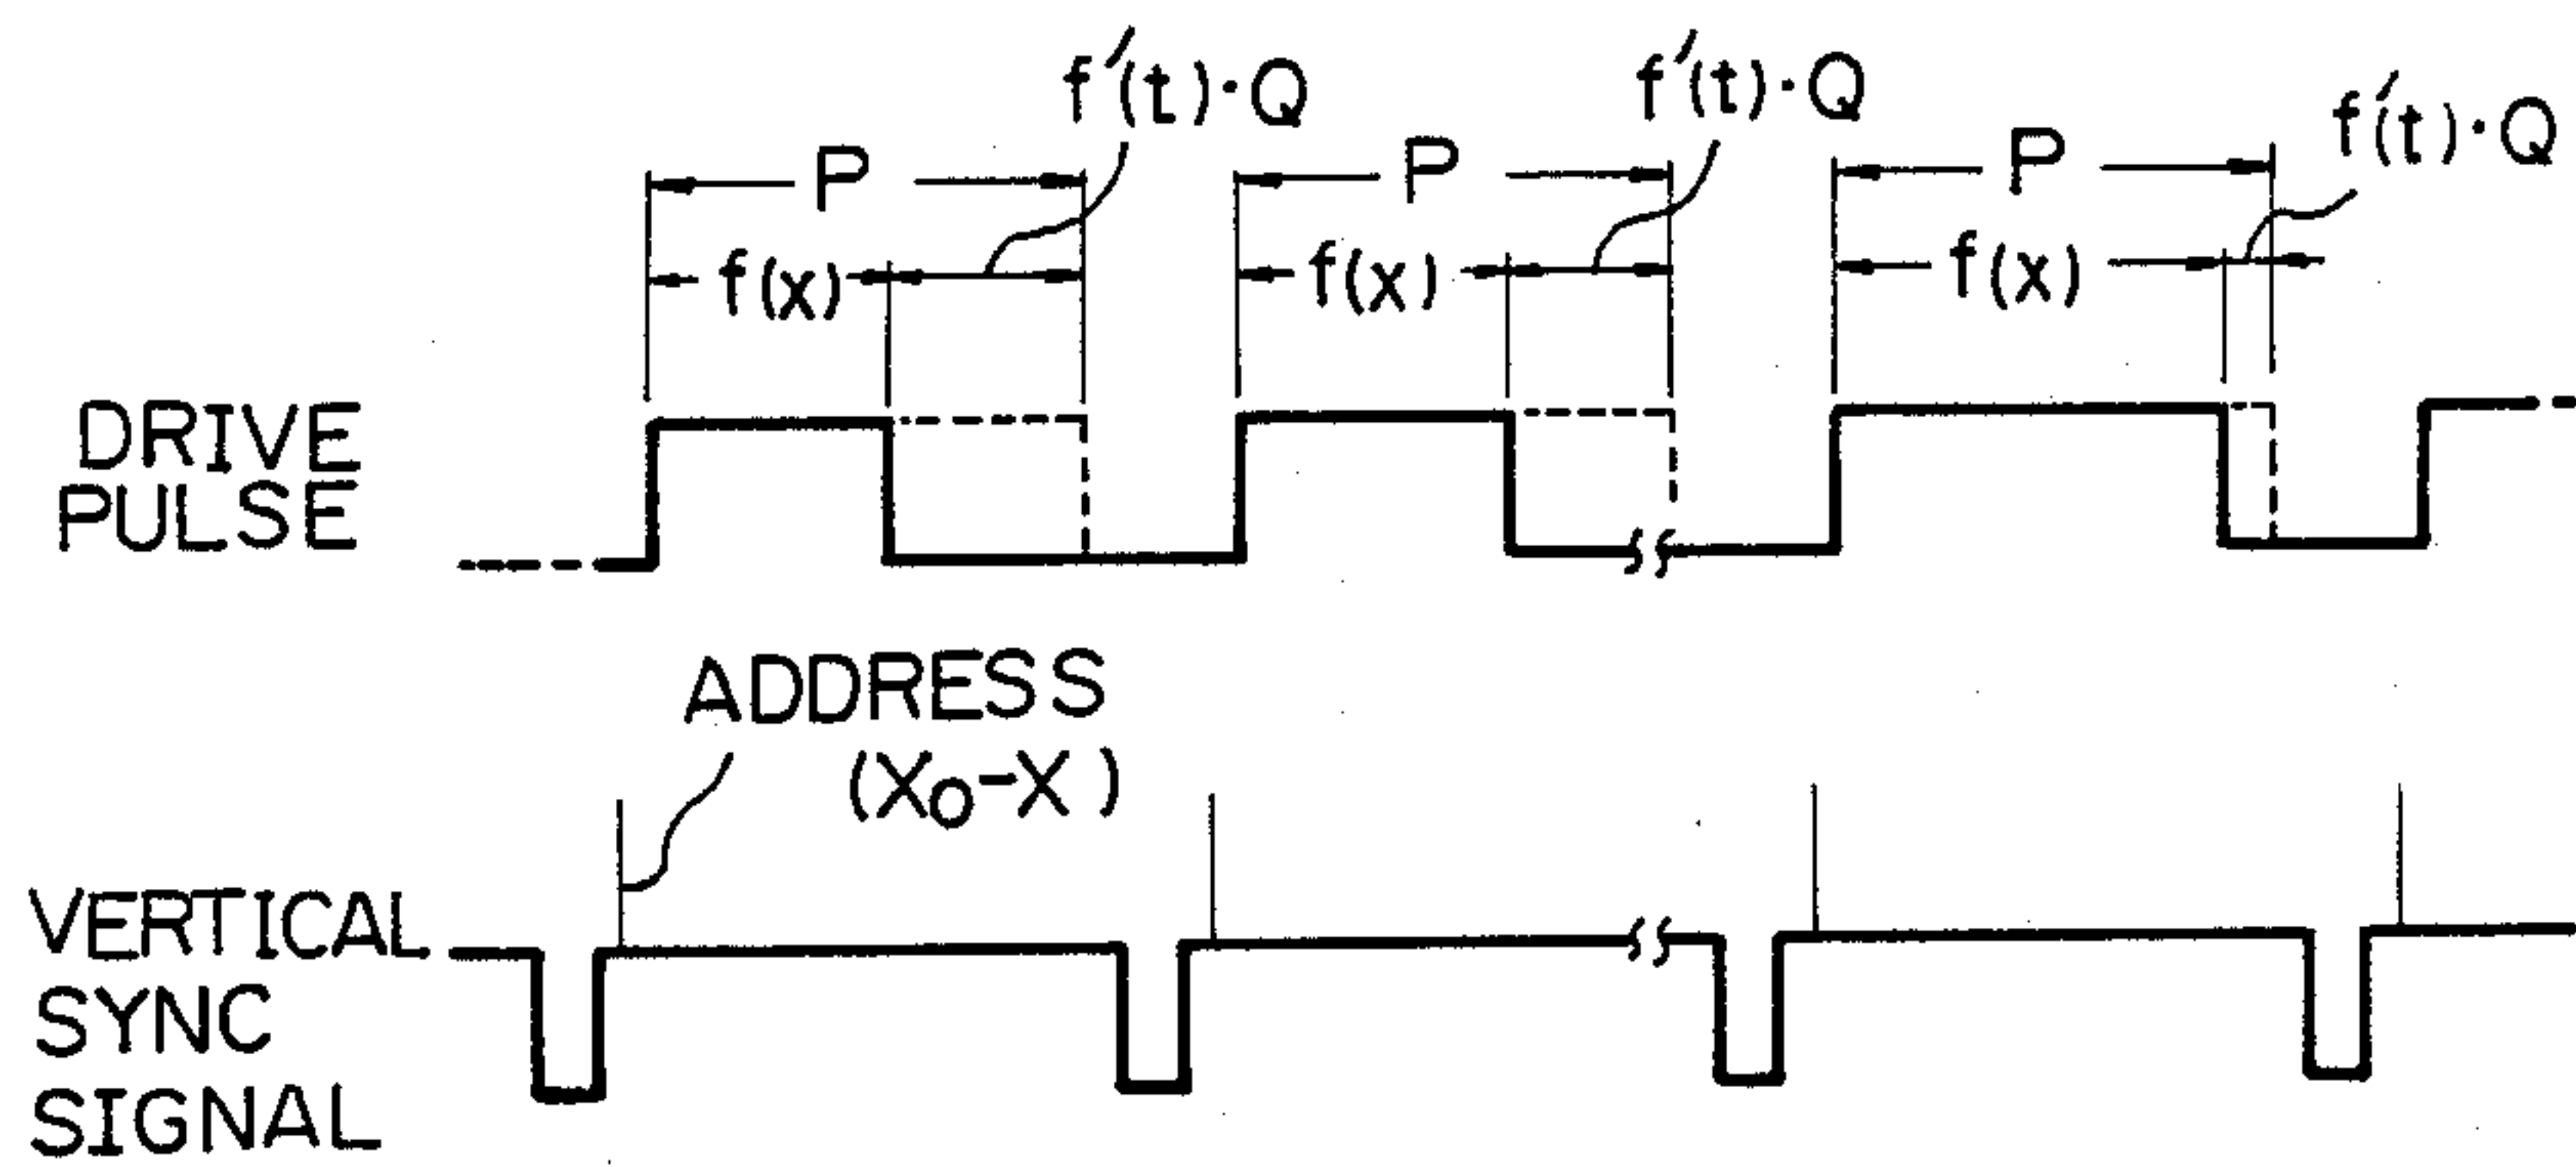 f′(t)·Q
f′(t)·Q
f′(t)·Q
P
P
P
f(x)
f(x)
f(x)
DRIVE
PULSE
ADDRESS
(X₀-X)
VERTICAL
SYNC
SIGNAL